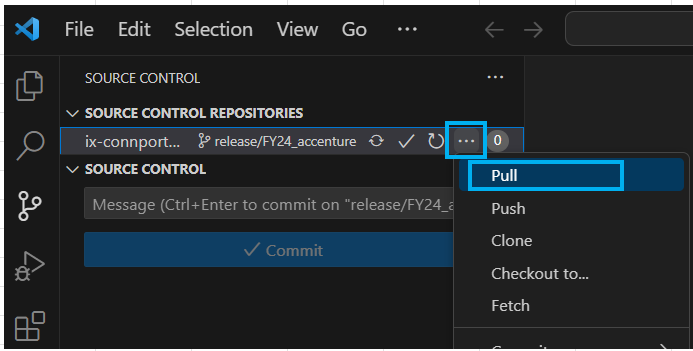 File Edit Selection View Go ...
SOURCE CONTROL ...
SOURCE CONTROL REPOSITORIES
ix-connport... release/FY24_accenture ... 0
SOURCE CONTROL
Message (Ctrl+Enter to commit on "release/FY24_a
Commit
Pull
Push
Clone
Checkout to...
Fetch